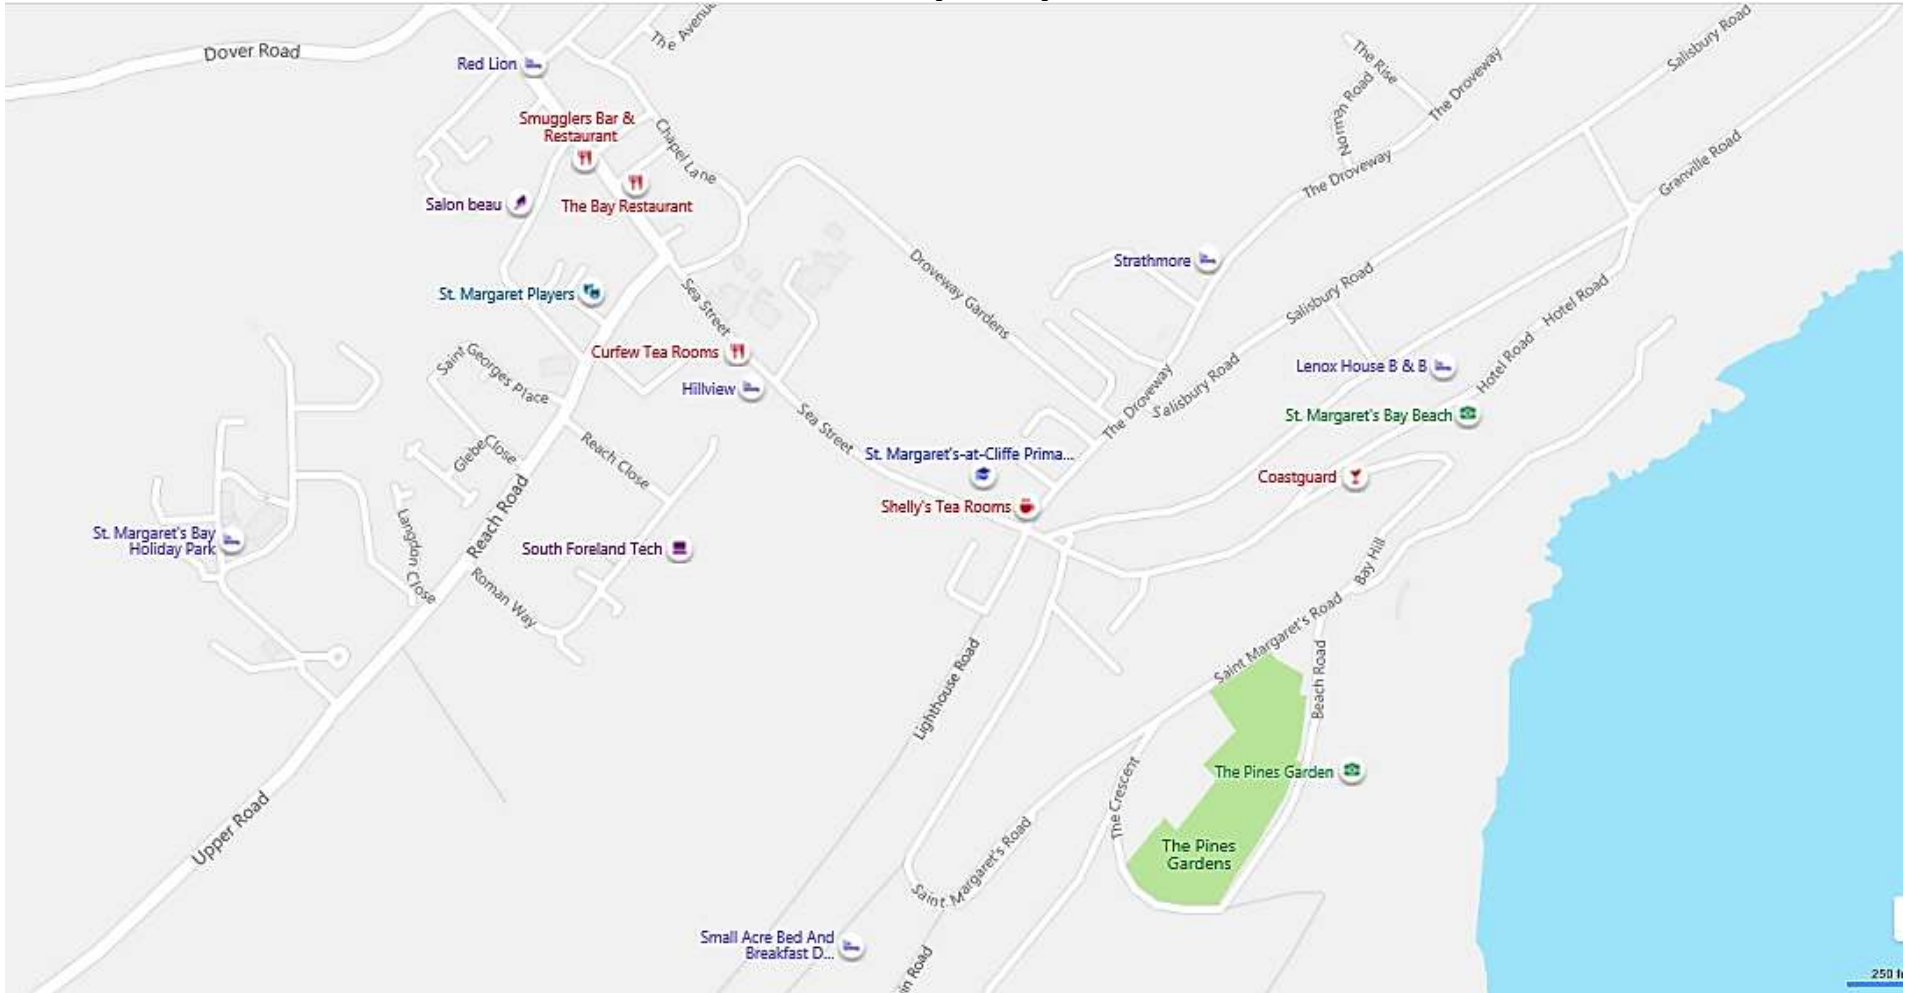 Dover Road
The Avenue
Red Lion
Smugglers Bar &
Restaurant
Chapel Lane
Salon beau
The Bay Restaurant
St. Margaret Players
Sea Street
Droveway Gardens
Strathmore
The Rise
Norman Road
The Droveway
The Droveway
Salisbury Road
Granville Road
Salisbury Road
Hotel Road
Hotel Road
Saint Georges Place
Curfew Tea Rooms
Hillview
Sea Street
The Droveway
Salisbury Road
Lenox House B & B
St. Margaret's Bay Beach
Glebe Close
Reach Close
St. Margaret's-at-Cliffe Prima...
Coastguard
Shelly's Tea Rooms
Reach Road
Langdon Close
St. Margaret's Bay
Holiday Park
South Foreland Tech
Roman Way
Bay Hill
Saint Margaret's Road
Beach Road
Lighthouse Road
The Pines Garden
The Crescent
Upper Road
The Pines
Gardens
Saint Margaret's Road
Small Acre Bed And
Breakfast D...
Road
250